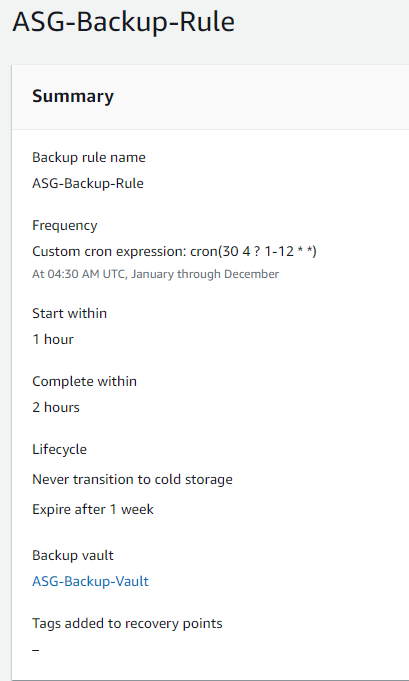 ASG-Backup-Rule
Summary
Backup rule name
ASG-Backup-Rule
Frequency
Custom cron expression: cron(30 4 ? 1-12 * *)
At 04:30 AM UTC, January through December
Start within
1 hour
Complete within
2 hours
Lifecycle
Never transition to cold storage
Expire after 1 week
Backup vault
ASG-Backup-Vault
Tags added to recovery points
–